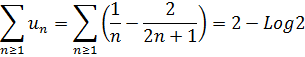 ∑_{n≥1} u_n = ∑_{n≥1} (1/n − 2/(2n + 1)) = 2 − Log2